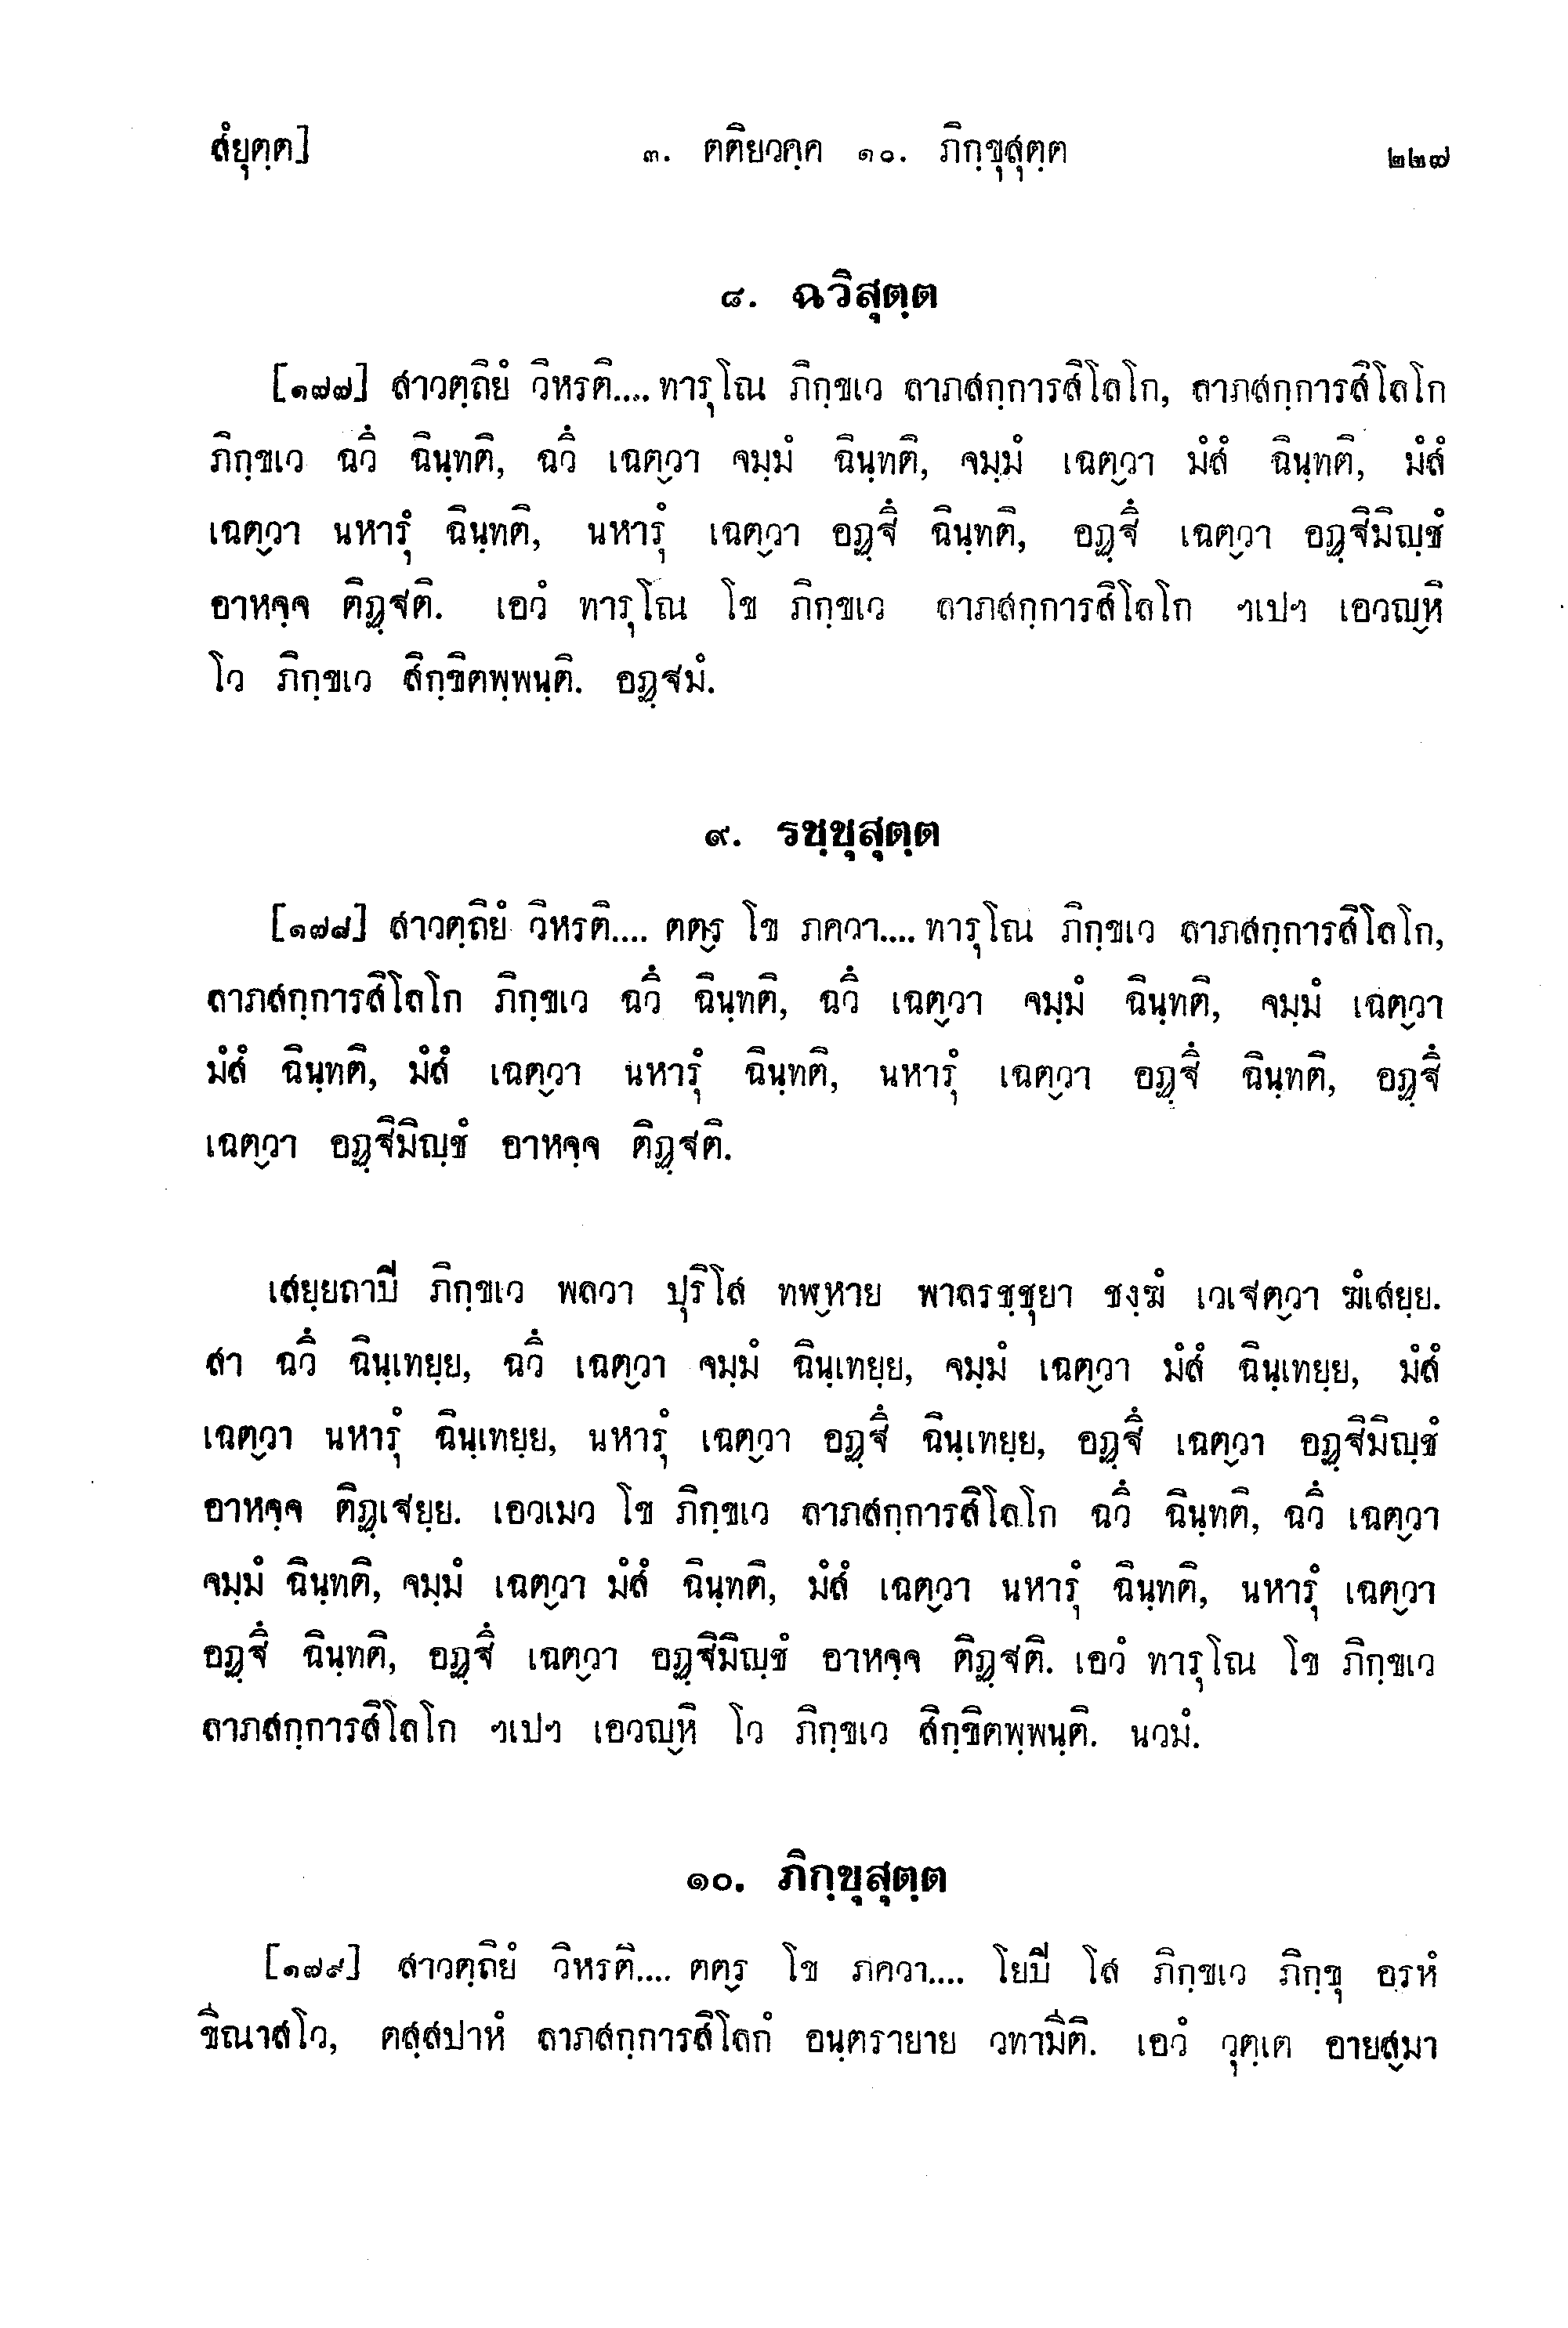 สํยุตฺต]
๓. ตติยวคฺค ๑๐. ภิกฺขุสุตฺต
๒๒๗
๘. ฉวิสุตฺต
[๑๗๗] สาวตฺถิยํ วิหรติ.... ทารุโณ ภิกฺขเว ลาภสกฺการสิโลโก, ลาภสกฺการสิโลโก
ภิกฺขเว ฉวึ ฉินฺทติ, ฉวึ เฉต๎วา จมฺมํ ฉินฺทติ, จมฺมํ เฉต๎วา มํสํ ฉินฺทติ, มํสํ
เฉต๎วา นหารุํ ฉินฺทติ, นหารุํ เฉต๎วา อฏฺฐึ ฉินฺทติ, อฏฺฐึ เฉต๎วา อฏฺฐิมิญฺชํ
อาหจฺจ ติฏฺฐติ. เอวํ ทารุโณ โข ภิกฺขเว ลาภสกฺการสิโลโก ฯเปฯ เอวญ๎หิ
โว ภิกฺขเว สิกฺขิตพฺพนฺติ. อฏฺฐมํ.
๙. รชฺชุสุตฺต
[๑๗๘] สาวตฺถิยํ วิหรติ.... ตต๎ร โข ภควา.... ทารุโณ ภิกฺขเว ลาภสกฺการสิโลโก,
ลาภสกฺการสิโลโก ภิกฺขเว ฉวึ ฉินฺทติ, ฉวึ เฉต๎วา จมฺมํ ฉินฺทติ, จมฺมํ เฉต๎วา
มํสํ ฉินฺทติ, มํสํ เฉต๎วา นหารุํ ฉินฺทติ, นหารุํ เฉต๎วา อฏฺฐึ ฉินฺทติ, อฏฺฐึ
เฉต๎วา อฏฺฐิมิญฺชํ อาหจฺจ ติฏฺฐติ.
เสยฺยถาปิ ภิกฺขเว พลวา ปุริโส ทฬ๎หาย พาลรชฺชุยา ชงฺฆํ เวเฐต๎วา ฆํเสยฺย.
สา ฉวึ ฉินฺเทยฺย, ฉวึ เฉต๎วา จมฺมํ ฉินฺเทยฺย, จมฺมํ เฉต๎วา มํสํ ฉินฺเทยฺย, มํสํ
เฉต๎วา นหารุํ ฉินฺเทยฺย, นหารุํ เฉต๎วา อฏฺฐึ ฉินฺเทยฺย, อฏฺฐึ เฉต๎วา อฏฺฐิมิญฺชํ
อาหจฺจ ติฏฺเฐยฺย. เอวเมว โข ภิกฺขเว ลาภสกฺการสิโลโก ฉวึ ฉินฺทติ, ฉวึ เฉต๎วา
จมฺมํ ฉินฺทติ, จมฺมํ เฉต๎วา มํสํ ฉินฺทติ, มํสํ เฉต๎วา นหารุํ ฉินฺทติ, นหารุํ เฉต๎วา
อฏฺฐึ ฉินฺทติ, อฏฺฐึ เฉต๎วา อฏฺฐิมิญฺชํ อาหจฺจ ติฏฺฐติ. เอวํ ทารุโณ โข ภิกฺขเว
ลาภสกฺการสิโลโก ฯเปฯ เอวญ๎หิ โว ภิกฺขเว สิกฺขิตพฺพนฺติ. นวมํ.
๑๐. ภิกฺขุสุตฺต
[๑๗๙] สาวตฺถิยํ วิหรติ.... ตต๎ร โข ภควา.... โยปิ โส ภิกฺขเว ภิกฺขุ อรฺหํ
ขีณาสโว, ตสฺสปาหํ ลาภสกฺการสิโลกํ อนฺตรายาย วทามีติ. เอวํ วุตฺเต อายส๎มา